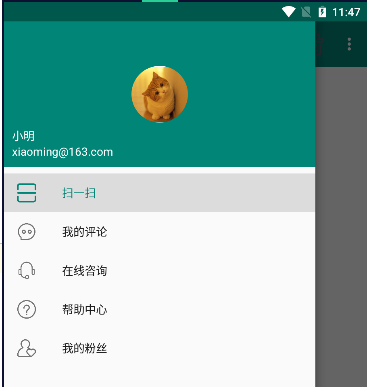 11:47
小明
xiaoming@163.com
扫一扫
我的评论
在线咨询
帮助中心
我的粉丝